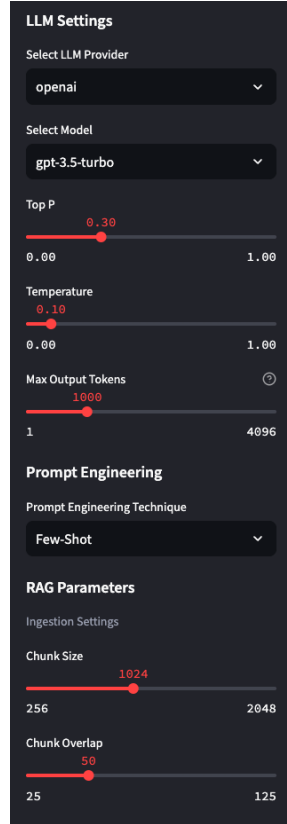 LLM Settings
Select LLM Provider
openai
Select Model
gpt-3.5-turbo
Top P
0.30
0.00 1.00
Temperature
0.10
0.00 1.00
Max Output Tokens
1000
1 4096
Prompt Engineering
Prompt Engineering Technique
Few-Shot
RAG Parameters
Ingestion Settings
Chunk Size
1024
256 2048
Chunk Overlap
50
25 125